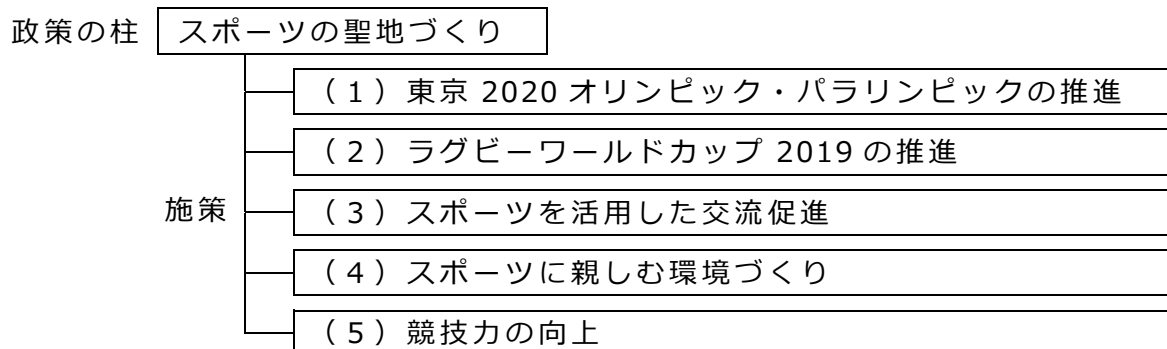 政策の柱 スポーツの聖地づくり
（１）東京 2020 オリンピック・パラリンピックの推進
（２）ラグビーワールドカップ 2019 の推進
施策 （３）スポーツを活用した交流促進
（４）スポーツに親しむ環境づくり
（５）競技力の向上